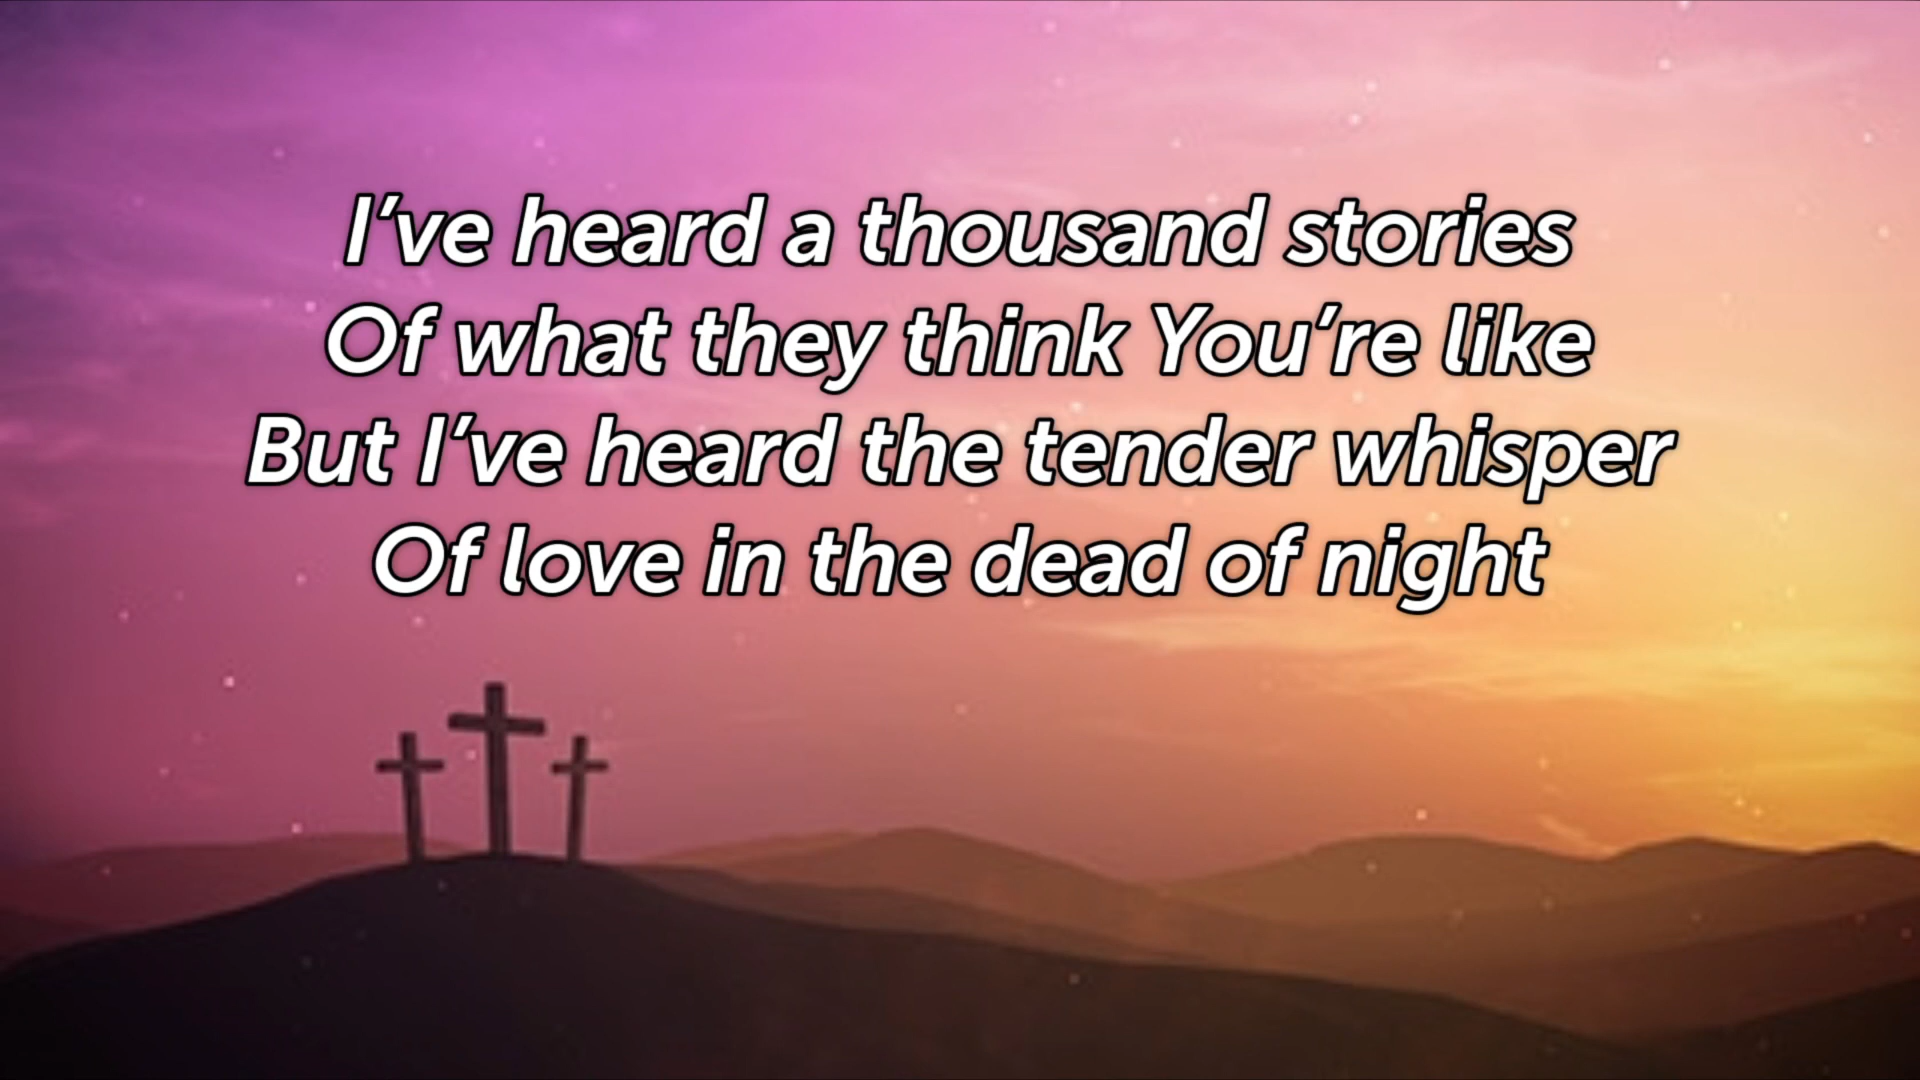 I’ve heard a thousand stories
Of what they think You’re like
But I’ve heard the tender whisper
Of love in the dead of night